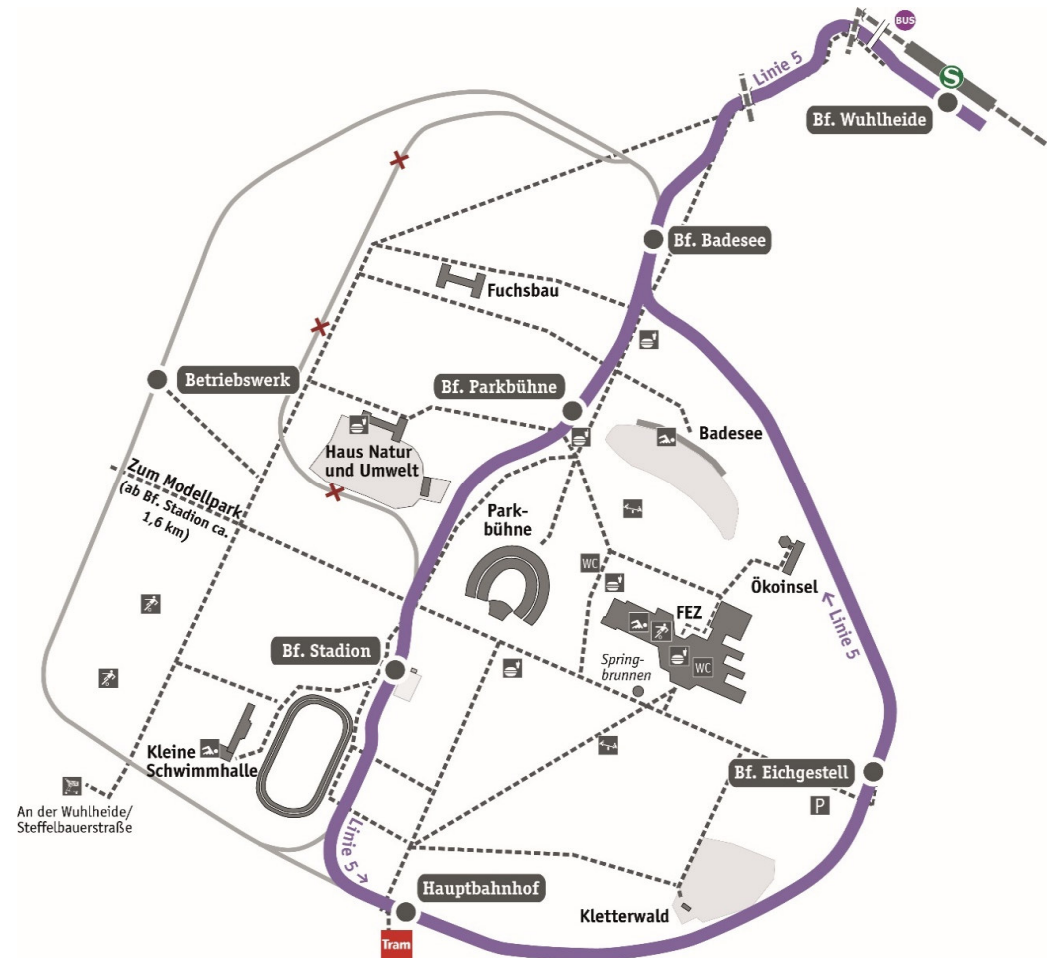 BUS
Linie 5
S
Bf. Wuhlheide
Bf. Badesee
Fuchsbau
Betriebswerk
Bf. Parkbühne
Badesee
Haus Natur
und Umwelt
Zum Modellpark
(ab Bf. Stadion ca.
1,6 km)
Park-
bühne
WC
Ökoinsel
FEZ
← Linie 5
Bf. Stadion
Spring-
brunnen
WC
Kleine
Schwimmhalle
Bf. Eichgestell
P
An der Wuhlheide/
Steffelbauerstraße
Linie 5 →
Hauptbahnhof
Kletterwald
Tram